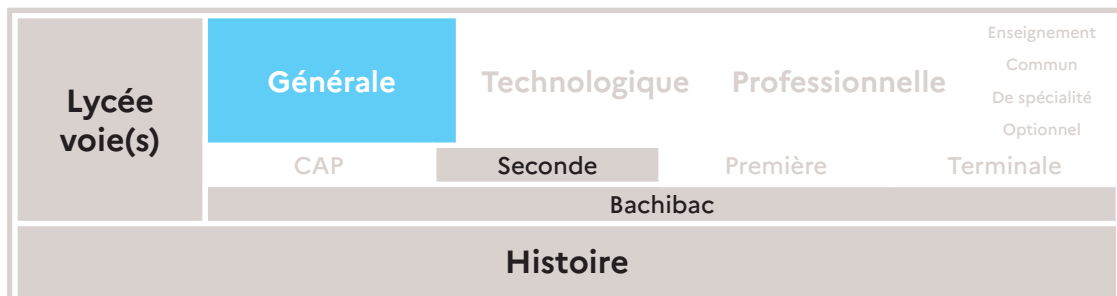 Lycée
voie(s)
Générale
Technologique
Professionnelle
Enseignement
Commun
De spécialité
Optionnel
CAP
Seconde
Première
Terminale
Bachibac
Histoire